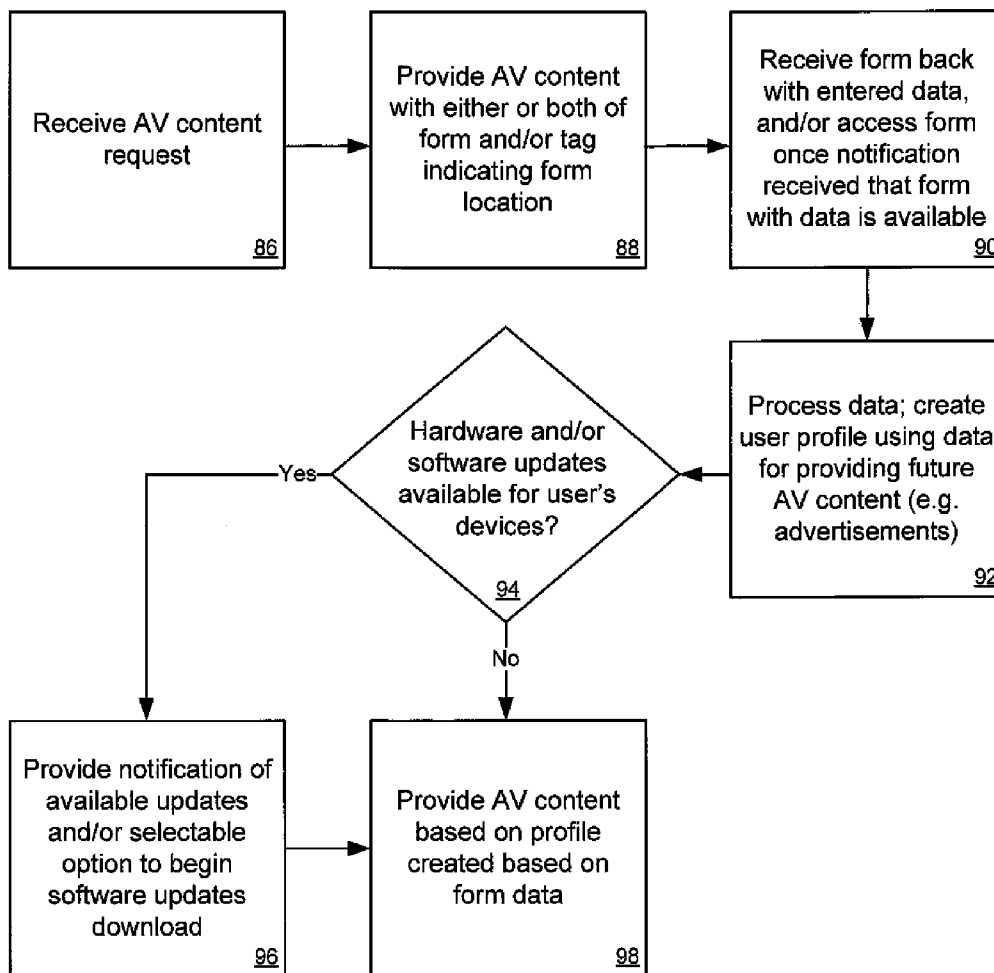 Receive AV content
request
86
Provide AV content
with either or both of
form and/or tag
indicating form
location
88
Receive form back
with entered data,
and/or access form
once notification
received that form
with data is available
90
Process data; create
user profile using data
for providing future
AV content (e.g.
advertisements)
92
Hardware and/or
software updates
available for user's
devices?
94
Yes
No
Provide notification of
available updates
and/or selectable
option to begin
software updates
download
96
Provide AV content
based on profile
created based on
form data
98